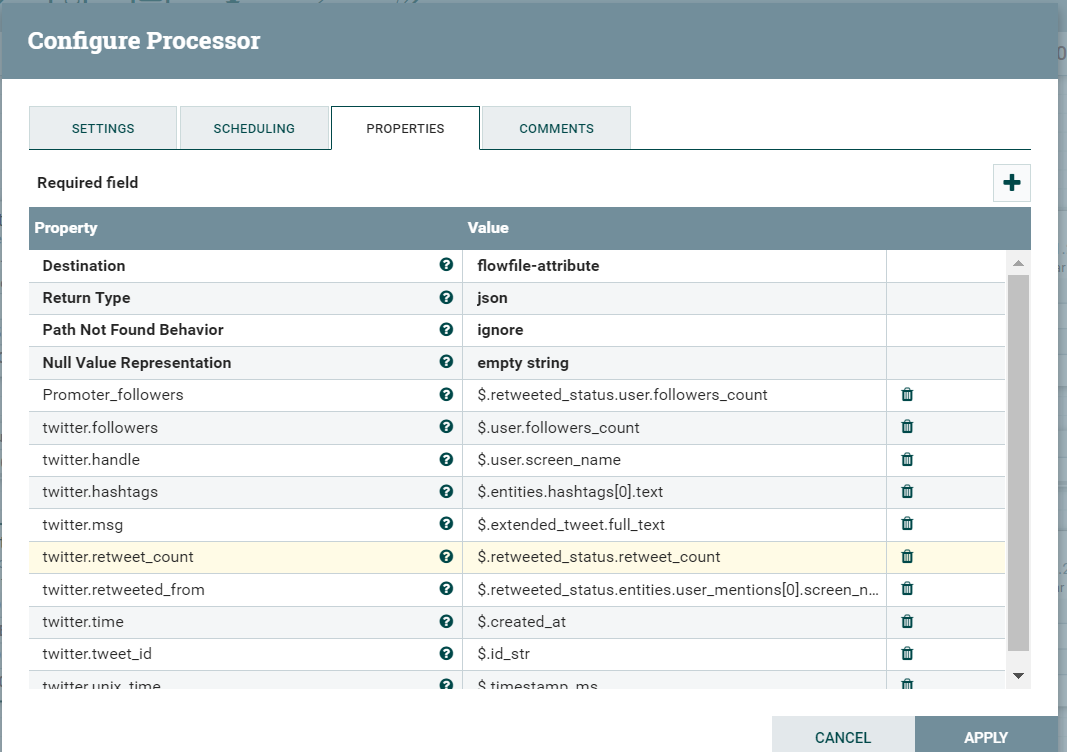 Configure Processor
SETTINGS SCHEDULING PROPERTIES COMMENTS
Required field
Property Value
Destination flowfile-attribute
Return Type json
Path Not Found Behavior ignore
Null Value Representation empty string
Promoter_followers $.retweeted_status.user.followers_count
twitter.followers $.user.followers_count
twitter.handle $.user.screen_name
twitter.hashtags $.entities.hashtags[0].text
twitter.msg $.extended_tweet.full_text
twitter.retweet_count $.retweeted_status.retweet_count
twitter.retweeted_from $.retweeted_status.entities.user_mentions[0].screen_n...
twitter.time $.created_at
twitter.tweet_id $.id_str
twitter.unix_time $.timestamp_ms
CANCEL APPLY